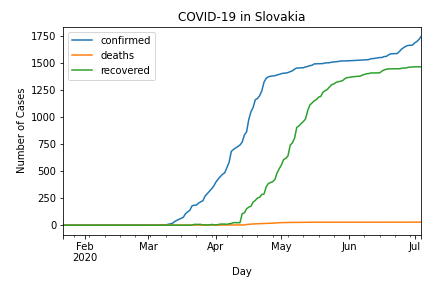 COVID-19 in Slovakia
confirmed
deaths
recovered
Number of Cases
1750
1500
1250
1000
750
500
250
0
Feb
2020
Mar
Apr
May
Jun
Jul
Day